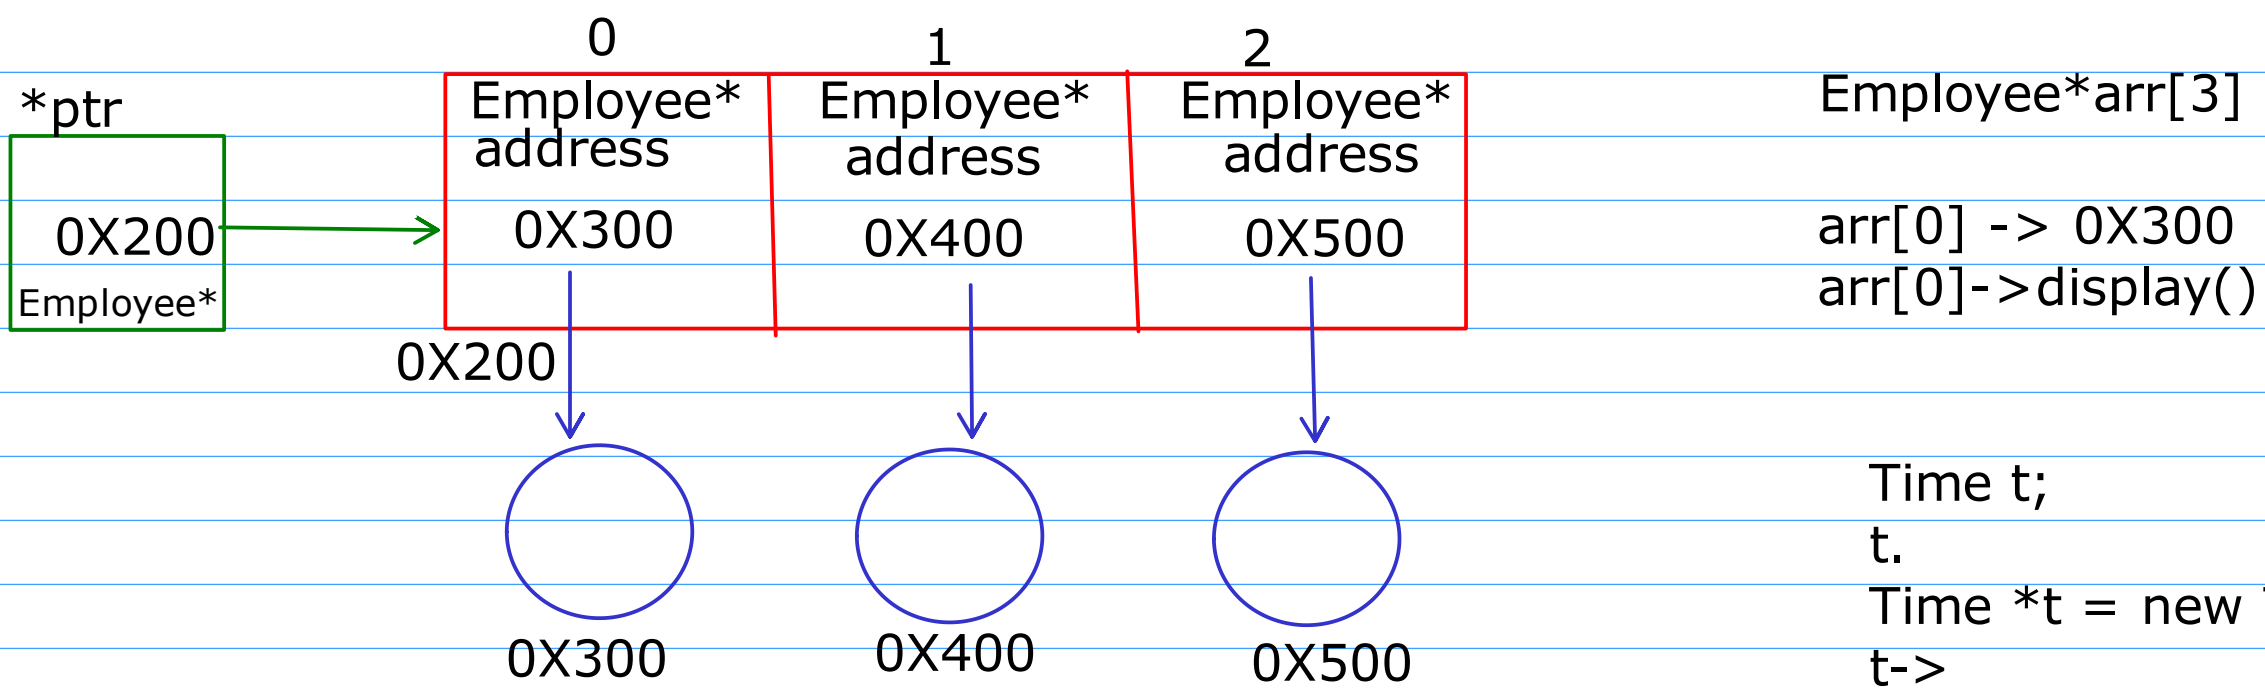 0 1 2
*ptr
Employee* Employee* Employee*
address address address
0X200 0X300 0X400 0X500
Employee*
0X200
0X300 0X400 0X500
Employee*arr[3]
arr[0] -> 0X300
arr[0]->display()
Time t;
t.
Time *t = new
t->